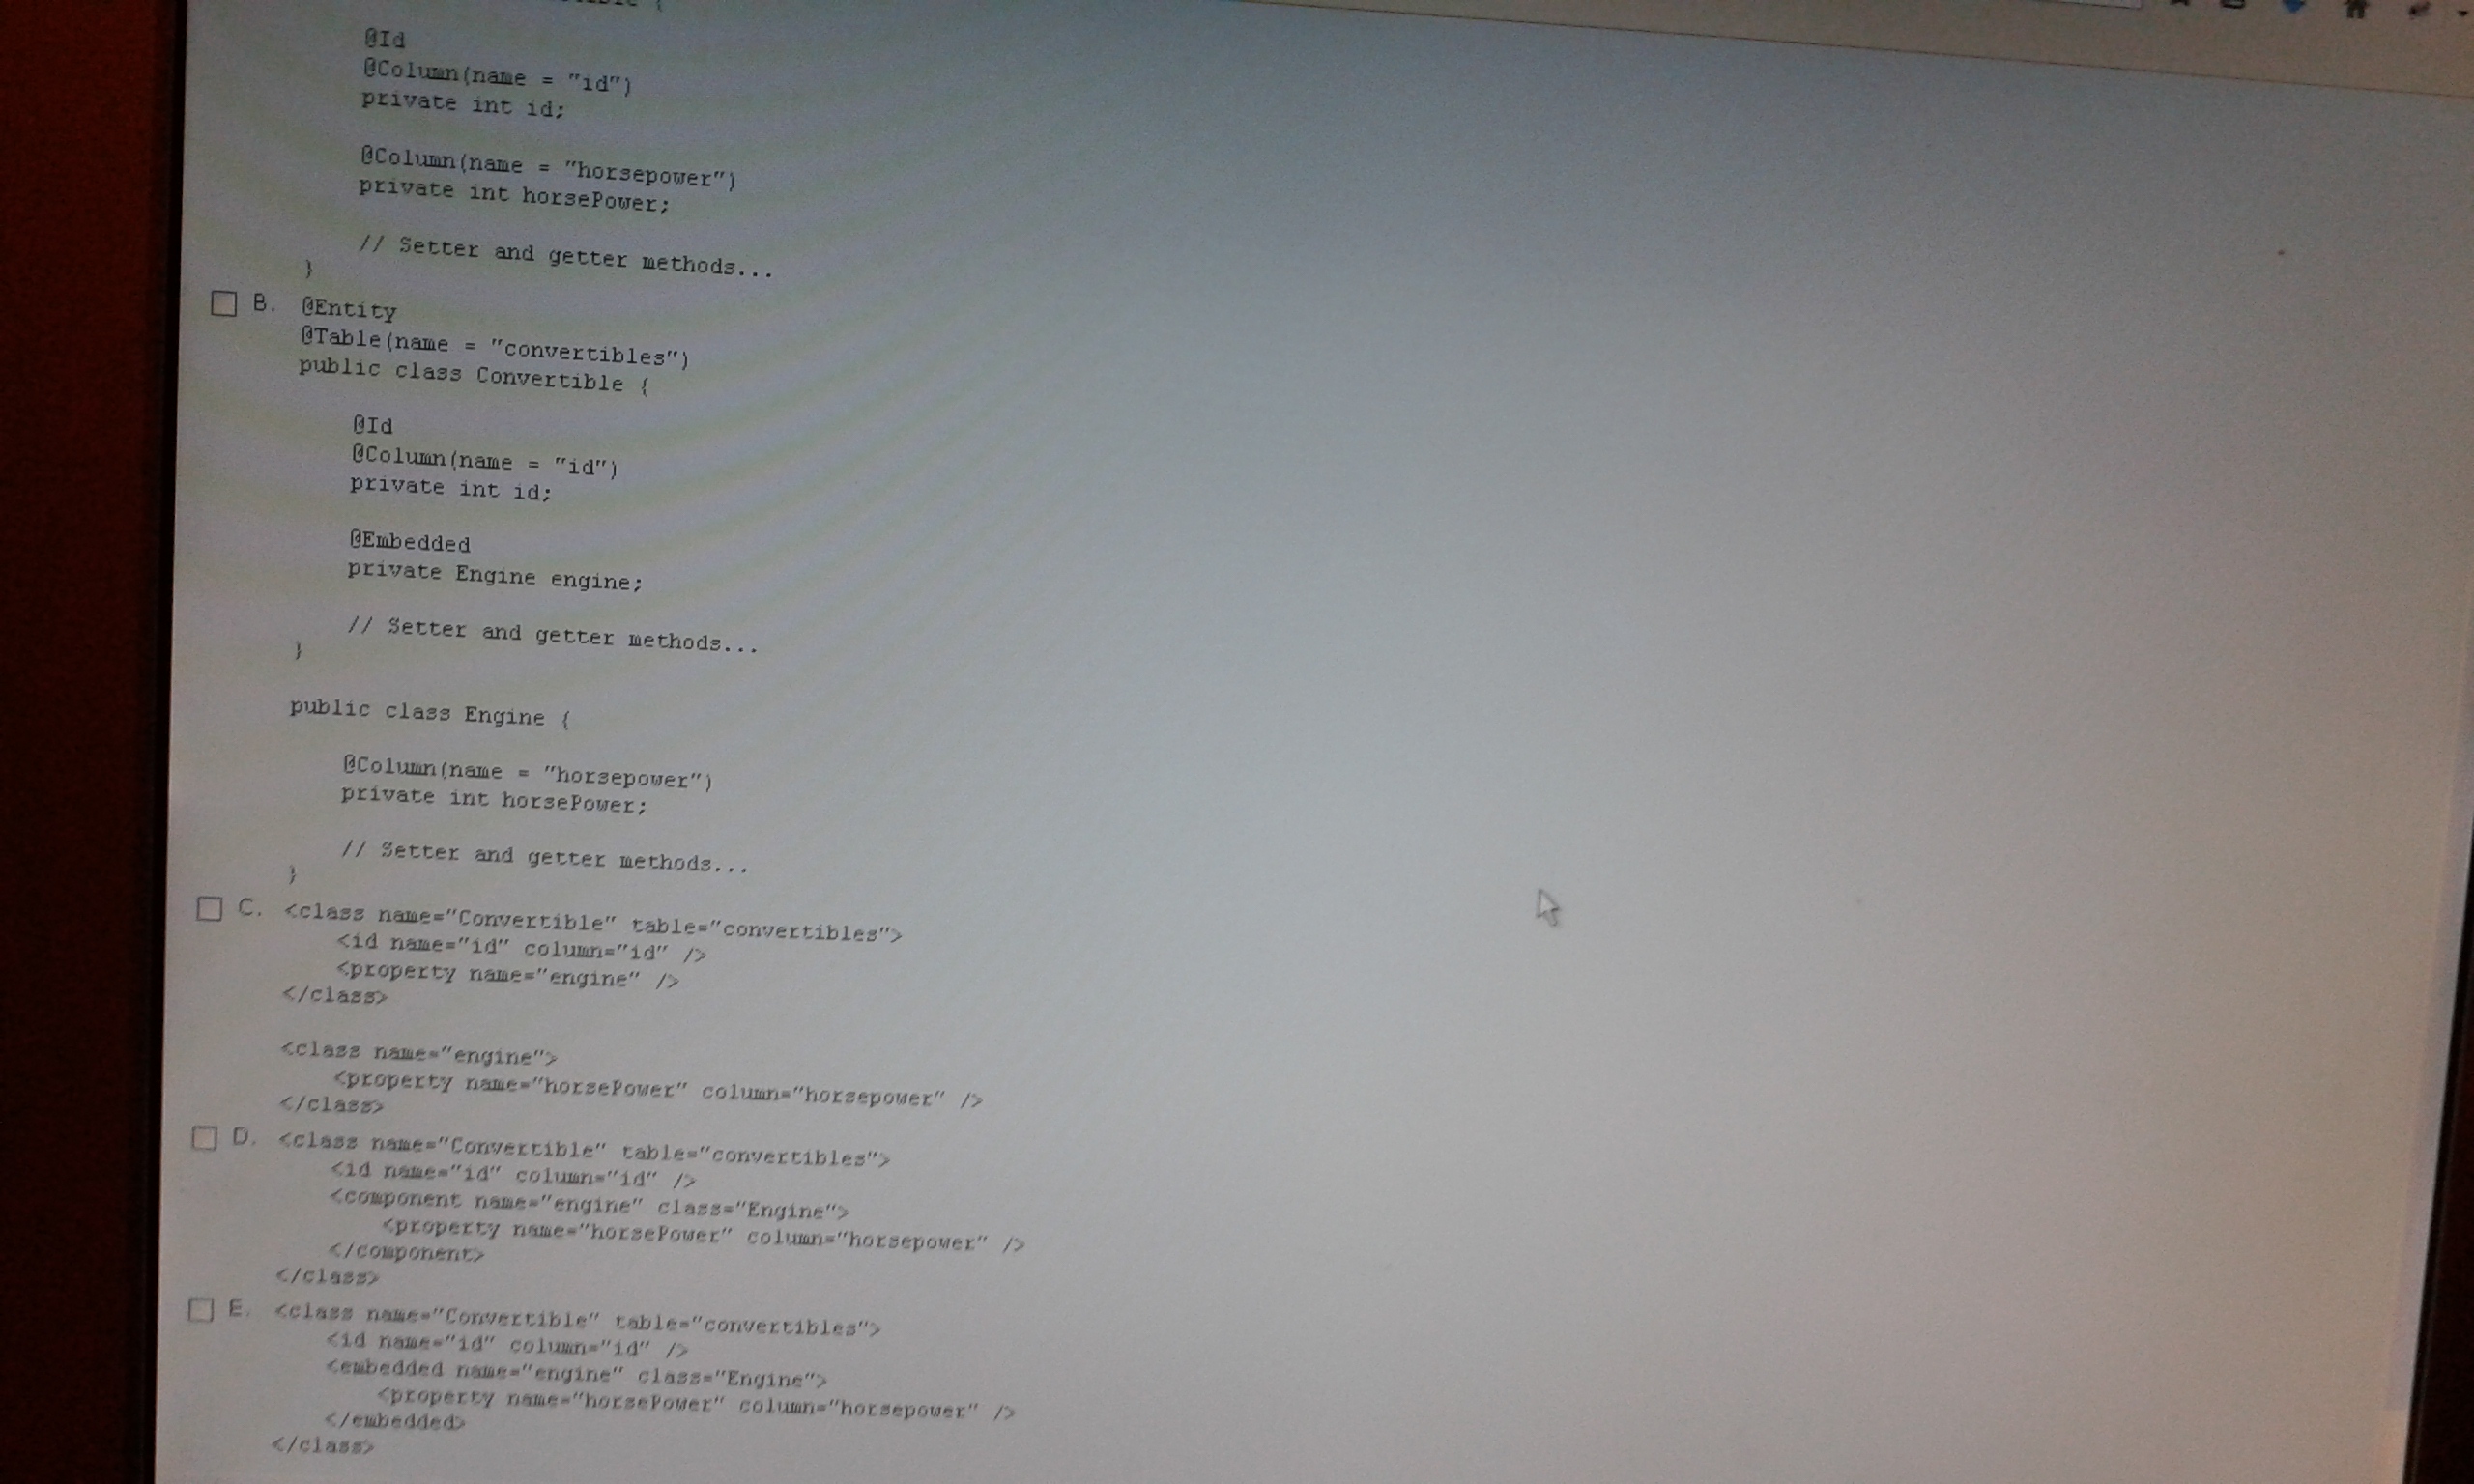 @Id
@Column(name = "id")
private int id;
@Column(name = "horsepower")
private int horsePower;
// Setter and getter methods...
}
B. @Entity
@Table(name = "convertibles")
public class Convertible {
@Id
@Column(name = "id")
private int id;
@Embedded
private Engine engine;
// Setter and getter methods...
}
public class Engine {
@Column(name = "horsepower")
private int horsePower;
// Setter and getter methods...
}
C. <class name="Convertible" table="convertibles">
<id name="id" column="id" />
<property name="engine" />
</class>
<class name="engine">
<property name="horsePower" column="horsepower" />
</class>
D. <class name="Convertible" table="convertibles">
<id name="id" column="id" />
<component name="engine" class="Engine">
<property name="horsePower" column="horsepower" />
</component>
</class>
E. <class name="Convertible" table="convertibles">
<id name="id" column="id" />
<embedded name="engine" class="Engine">
<property name="horsePower" column="horsepower" />
</embedded>
</class>